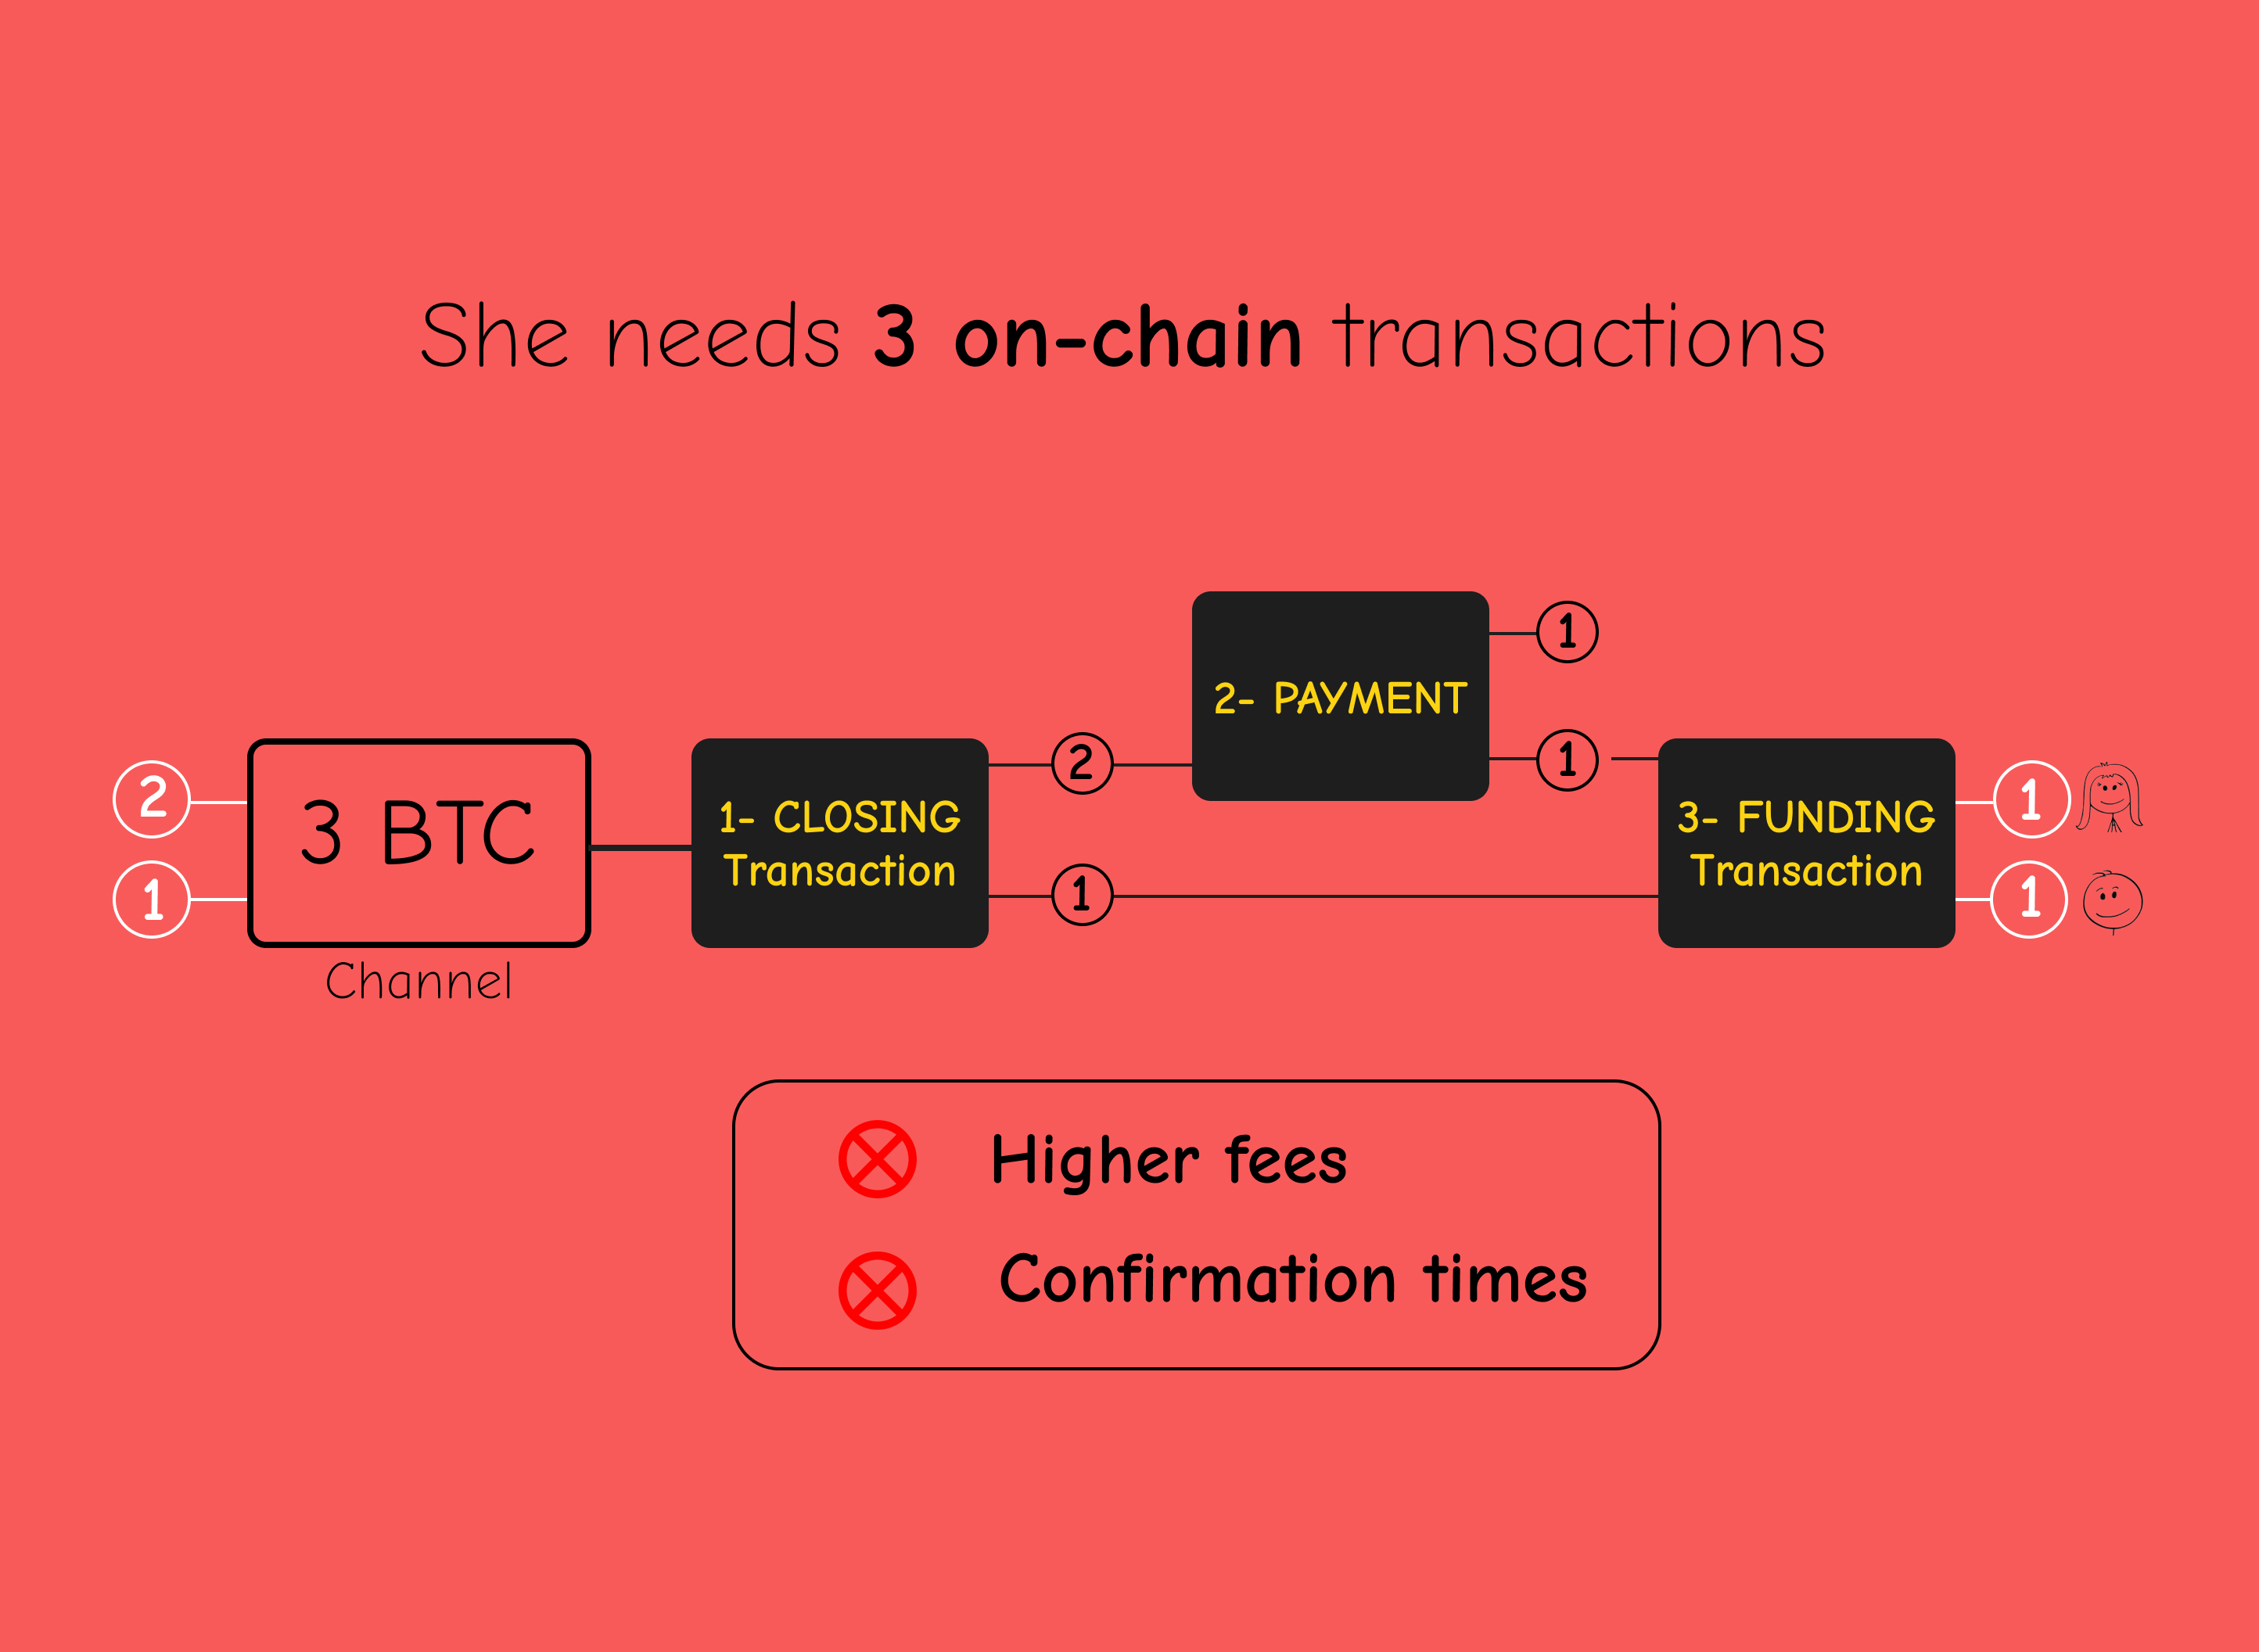 She needs 3 on-chain transactions
1
2- PAYMENT
2
1
2
3 BTC
1- CLOSING
Transaction
3- FUNDING
Transaction
1
1
1
1
Channel
Higher fees
Confirmation times